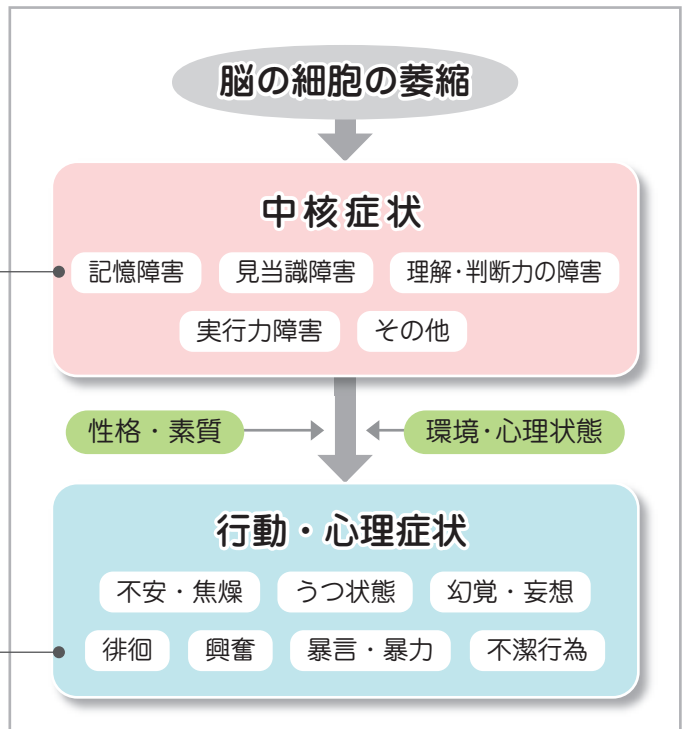 脳の細胞の萎縮
中核症状
記憶障害 見当識障害 理解・判断力の障害
実行力障害 その他
性格・素質 環境・心理状態
行動・心理症状
不安・焦燥 うつ状態 幻覚・妄想
徘徊 興奮 暴言・暴力 不潔行為